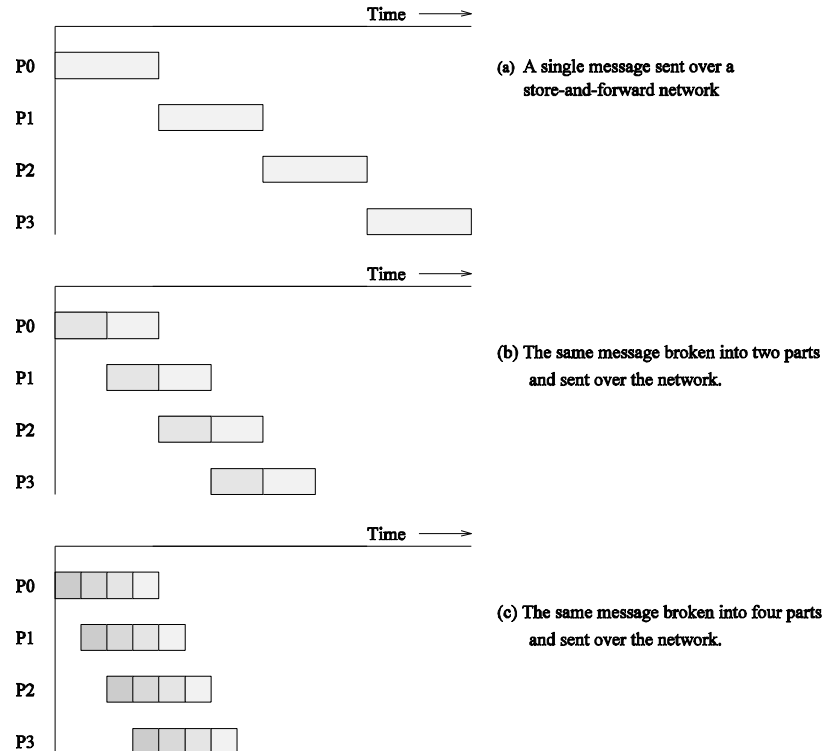 Time
P0
P1
P2
P3
(a) A single message sent over a
store-and-forward network
Time
P0
P1
P2
P3
(b) The same message broken into two parts
and sent over the network.
Time
P0
P1
P2
P3
(c) The same message broken into four parts
and sent over the network.